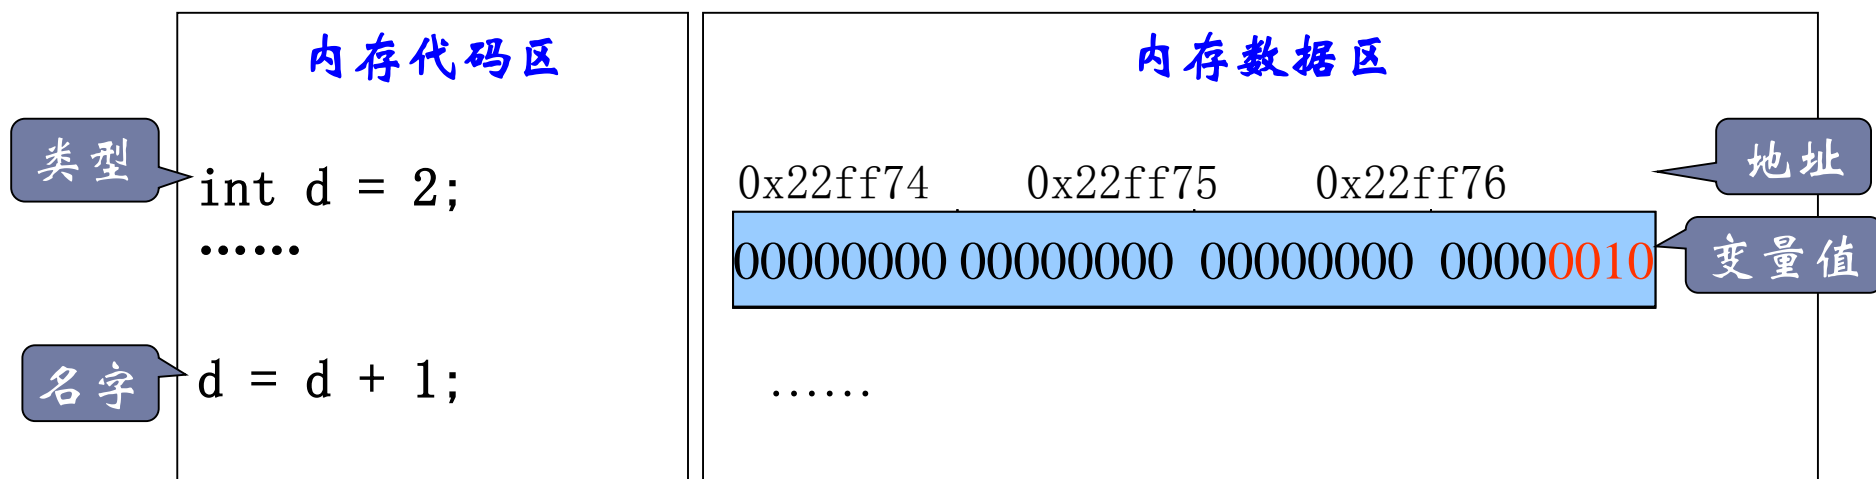 内存代码区
内存数据区
类型
int d = 2;
0x22ff74 0x22ff75 0x22ff76
地址
......
00000000 00000000 00000000 00000010
变量值
名字
d = d + 1;
......